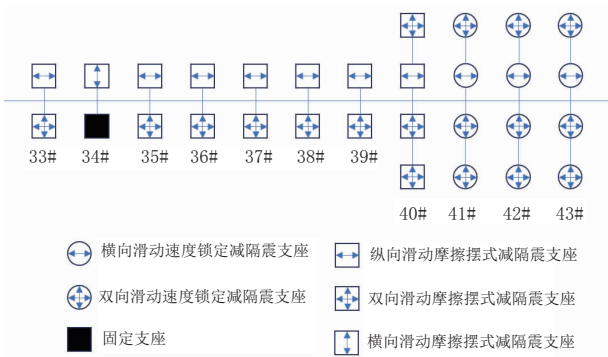 33# 34# 35# 36# 37# 38# 39#
40# 41# 42# 43#
横向滑动速度锁定减隔震支座
纵向滑动摩擦摆式减隔震支座
双向滑动速度锁定减隔震支座
双向滑动摩擦摆式减隔震支座
固定支座
横向滑动摩擦摆式减隔震支座